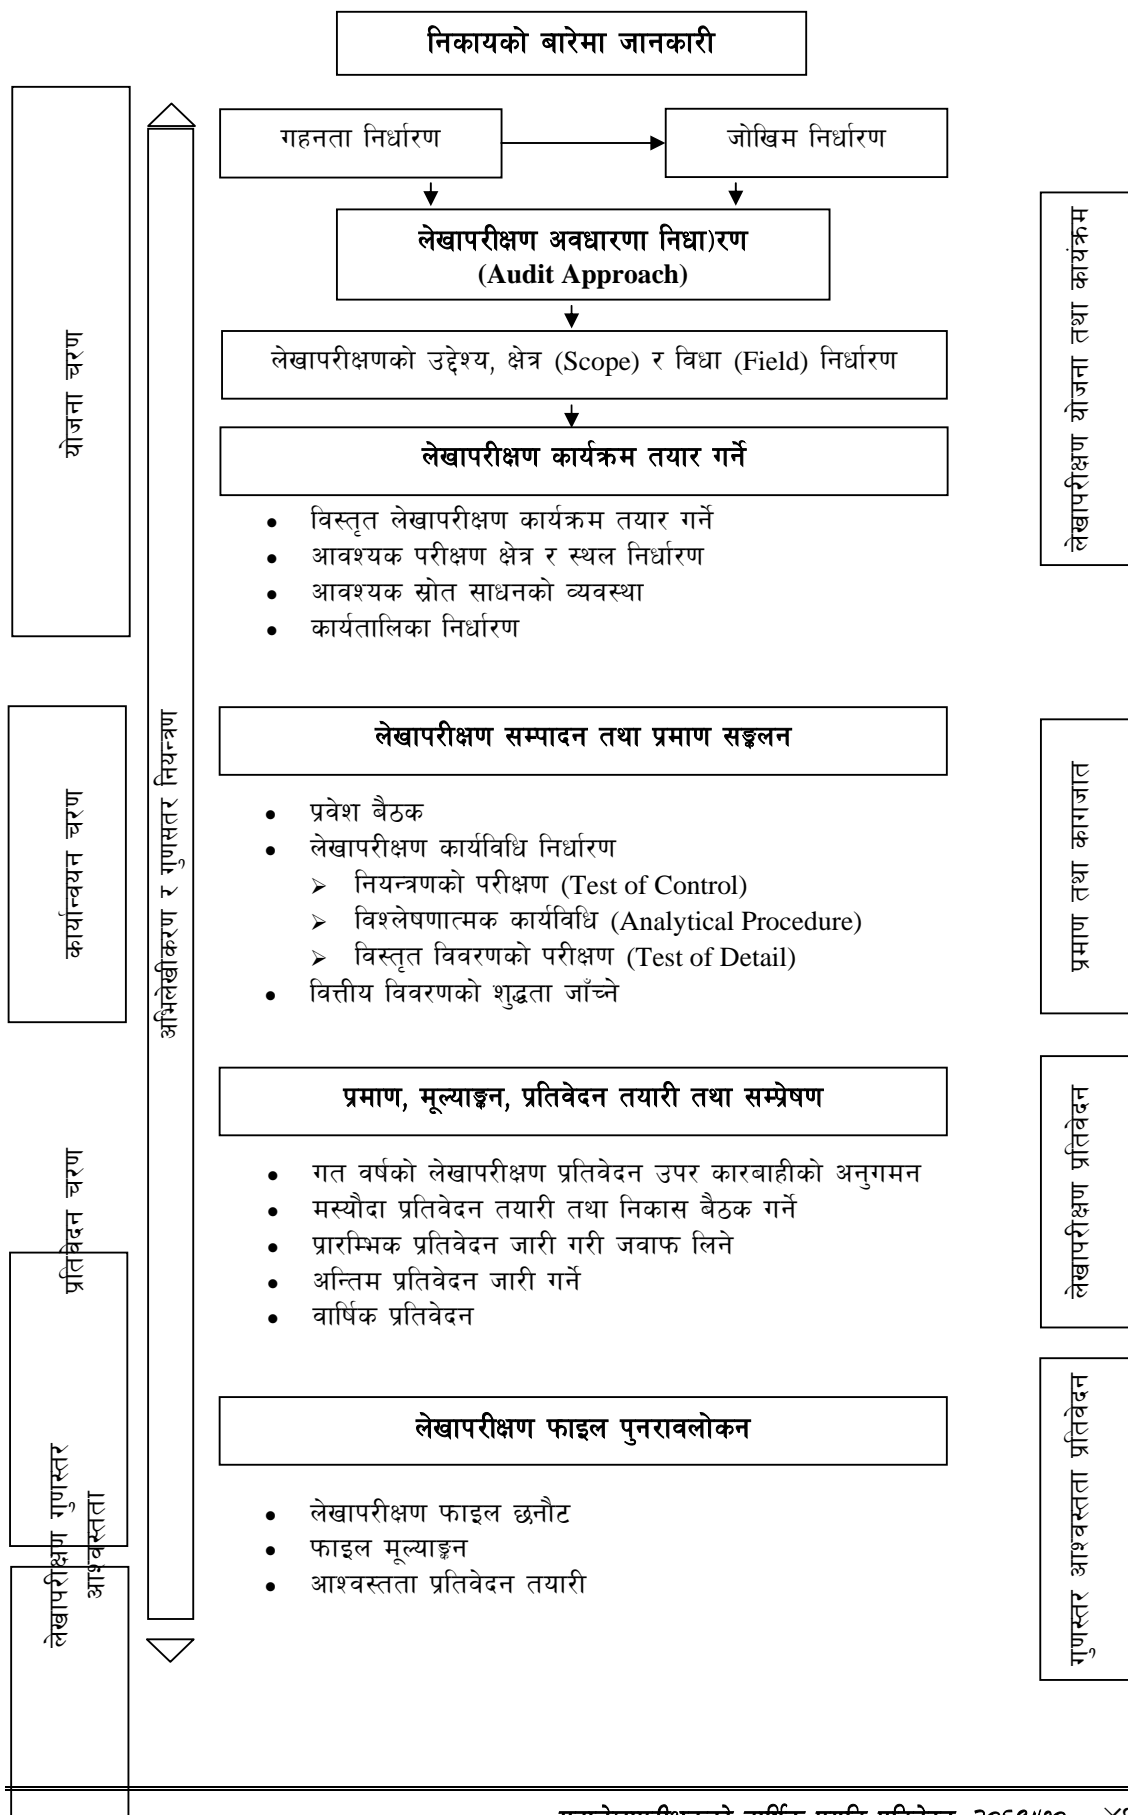 निकायको बारेमा जानकारी
गहनता निर्धारण
जोखिम निर्धारण
लेखापरीक्षण अवधारणा निधा)रण
(Audit Approach)
लेखापरीक्षणको उद्देश्य, क्षेत्र (Scope) र विधा (Field) निर्धारण
लेखापरीक्षण कार्यक्रम तयार गर्ने
• विस्तृत लेखापरीक्षण कार्यक्रम तयार गर्ने
• आवश्यक परीक्षण क्षेत्र र स्थल निर्धारण
• आवश्यक स्रोत साधनको व्यवस्था
• कार्यतालिका निर्धारण
योजना चरण
लेखापरीक्षण योजना तथा कार्यक्रम
अभिलेखीकरण र गुणसतर नियन्त्रण
लेखापरीक्षण सम्पादन तथा प्रमाण सङ्कलन
• प्रवेश बैठक
• लेखापरीक्षण कार्यविधि निर्धारण
➢ नियन्त्रणको परीक्षण (Test of Control)
➢ विश्लेषणात्मक कार्यविधि (Analytical Procedure)
➢ विस्तृत विवरणको परीक्षण (Test of Detail)
• वित्तीय विवरणको शुद्धता जाँच्ने
कार्यान्वयन चरण
प्रमाण तथा कागजात
प्रमाण, मूल्याङ्कन, प्रतिवेदन तयारी तथा सम्प्रेषण
• गत वर्षको लेखापरीक्षण प्रतिवेदन उपर कारबाहीको अनुगमन
• मस्यौदा प्रतिवेदन तयारी तथा निकास बैठक गर्ने
• प्रारम्भिक प्रतिवेदन जारी गरी जवाफ लिने
• अन्तिम प्रतिवेदन जारी गर्ने
• वार्षिक प्रतिवेदन
प्रतिवेदन चरण
लेखापरीक्षण प्रतिवेदन
लेखापरीक्षण फाइल पुनरावलोकन
• लेखापरीक्षण फाइल छनौट
• फाइल मूल्याङ्कन
• आश्वस्तता प्रतिवेदन तयारी
लेखापरीक्षण गुणस्तर
आश्वस्तता
गुणस्तर आश्वस्तता प्रतिवेदन